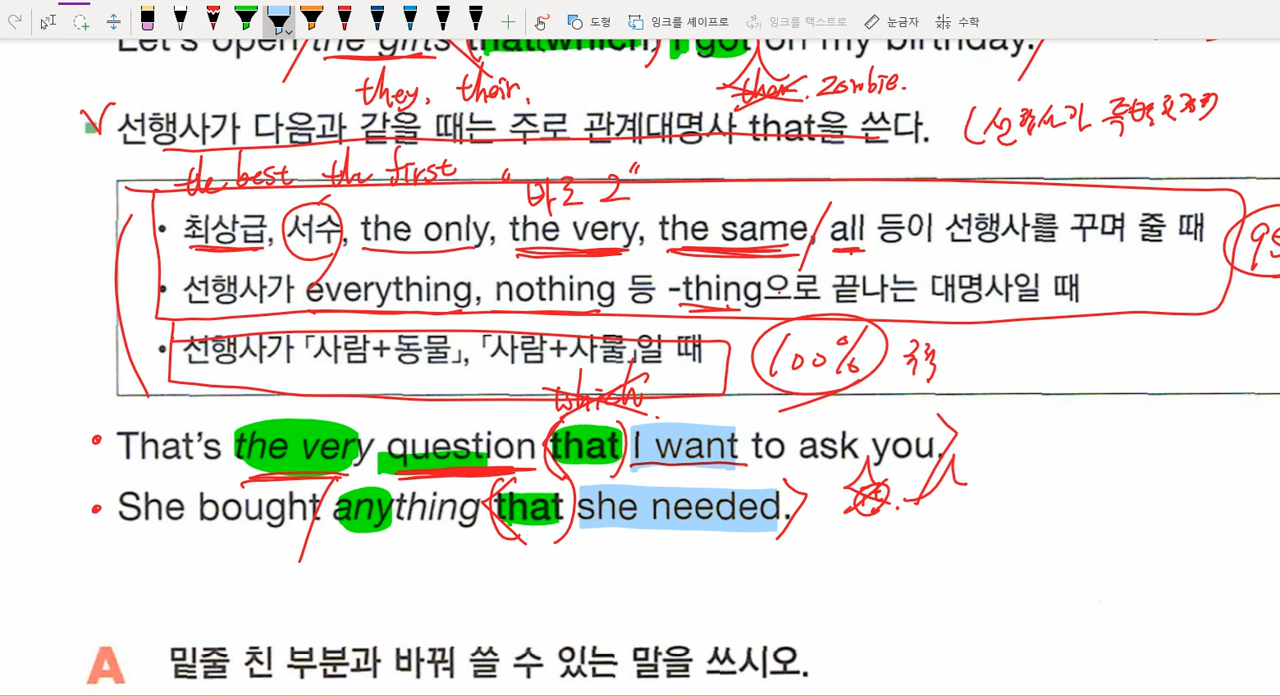 도형 잉크를 셰이프로 잉크를 텍스트로 눈금자 수학
Let's open the gifts (that/which) I got on my birthday.
they, their, them. zombie.
선행사가 다음과 같을 때는 주로 관계대명사 that을 쓴다.
the best the first "바로 2"
• 최상급, 서수, the only, the very, the same, all 등이 선행사를 꾸며 줄 때
• 선행사가 everything, nothing 등 -thing으로 끝나는 대명사일 때
• 선행사가 「사람+동물」, 「사람+사물」일 때 100%
which
• That's the very question that I want to ask you.
• She bought anything that she needed.
A 밑줄 친 부분과 바꿔 쓸 수 있는 말을 쓰시오.